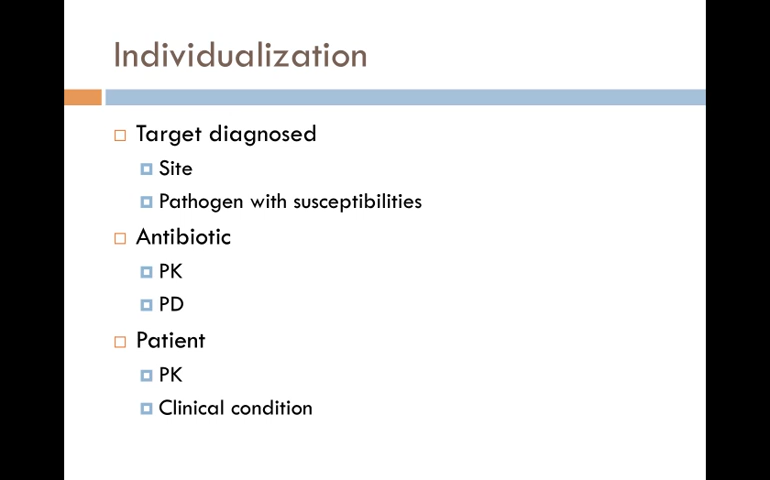 Individualization
Target diagnosed
Site
Pathogen with susceptibilities
Antibiotic
PK
PD
Patient
PK
Clinical condition